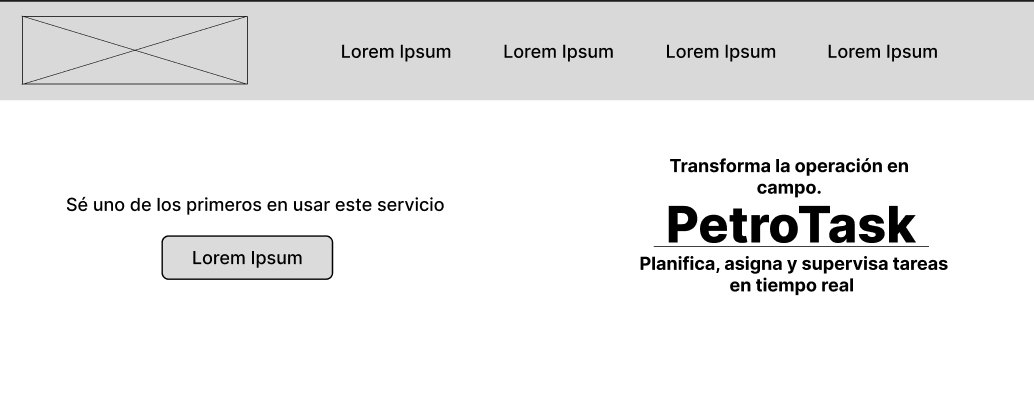 Lorem Ipsum
Lorem Ipsum
Lorem Ipsum
Lorem Ipsum
Sé uno de los primeros en usar este servicio
Lorem Ipsum
Transforma la operación en
campo.
PetroTask
Planifica, asigna y supervisa tareas
en tiempo real